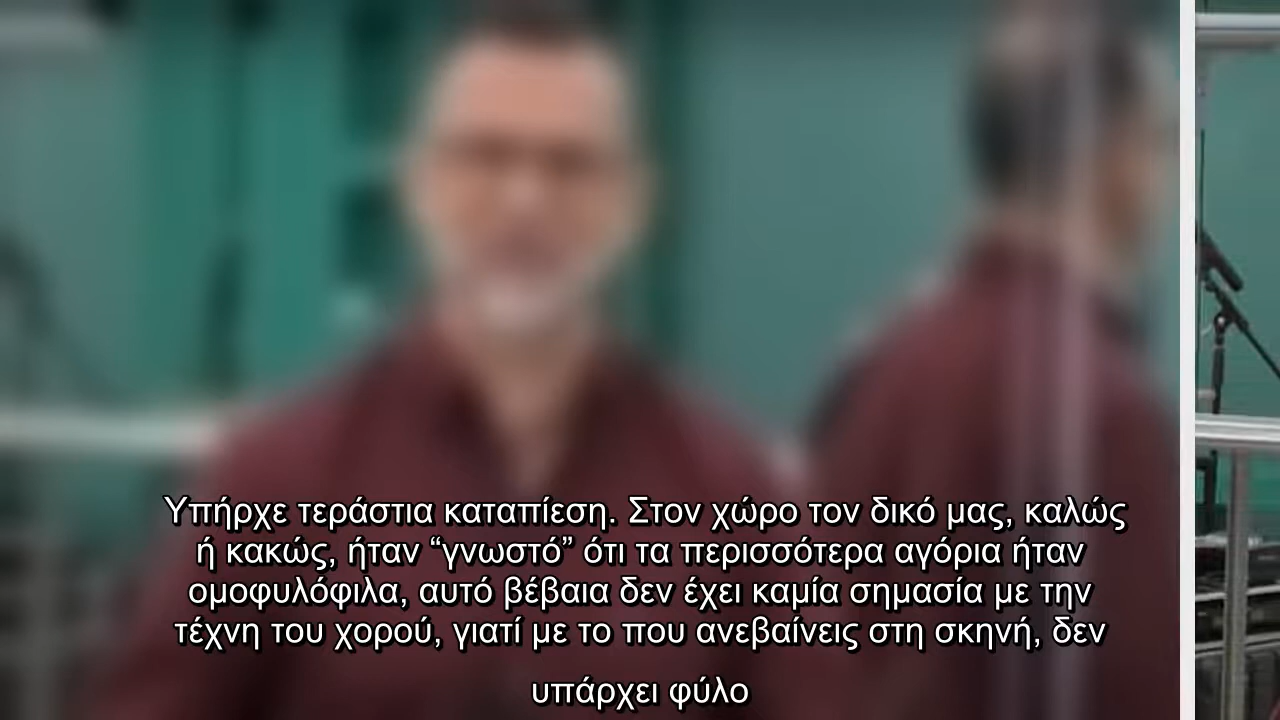 Υπήρχε τεράστια καταπίεση. Στον χώρο τον δικό μας, καλώς
ή κακώς, ήταν “γνωστό” ότι τα περισσότερα αγόρια ήταν
ομοφυλόφιλα, αυτό βέβαια δεν έχει καμία σημασία με την
τέχνη του χορού, γιατί με το που ανεβαίνεις στη σκηνή, δεν
υπάρχει φύλο